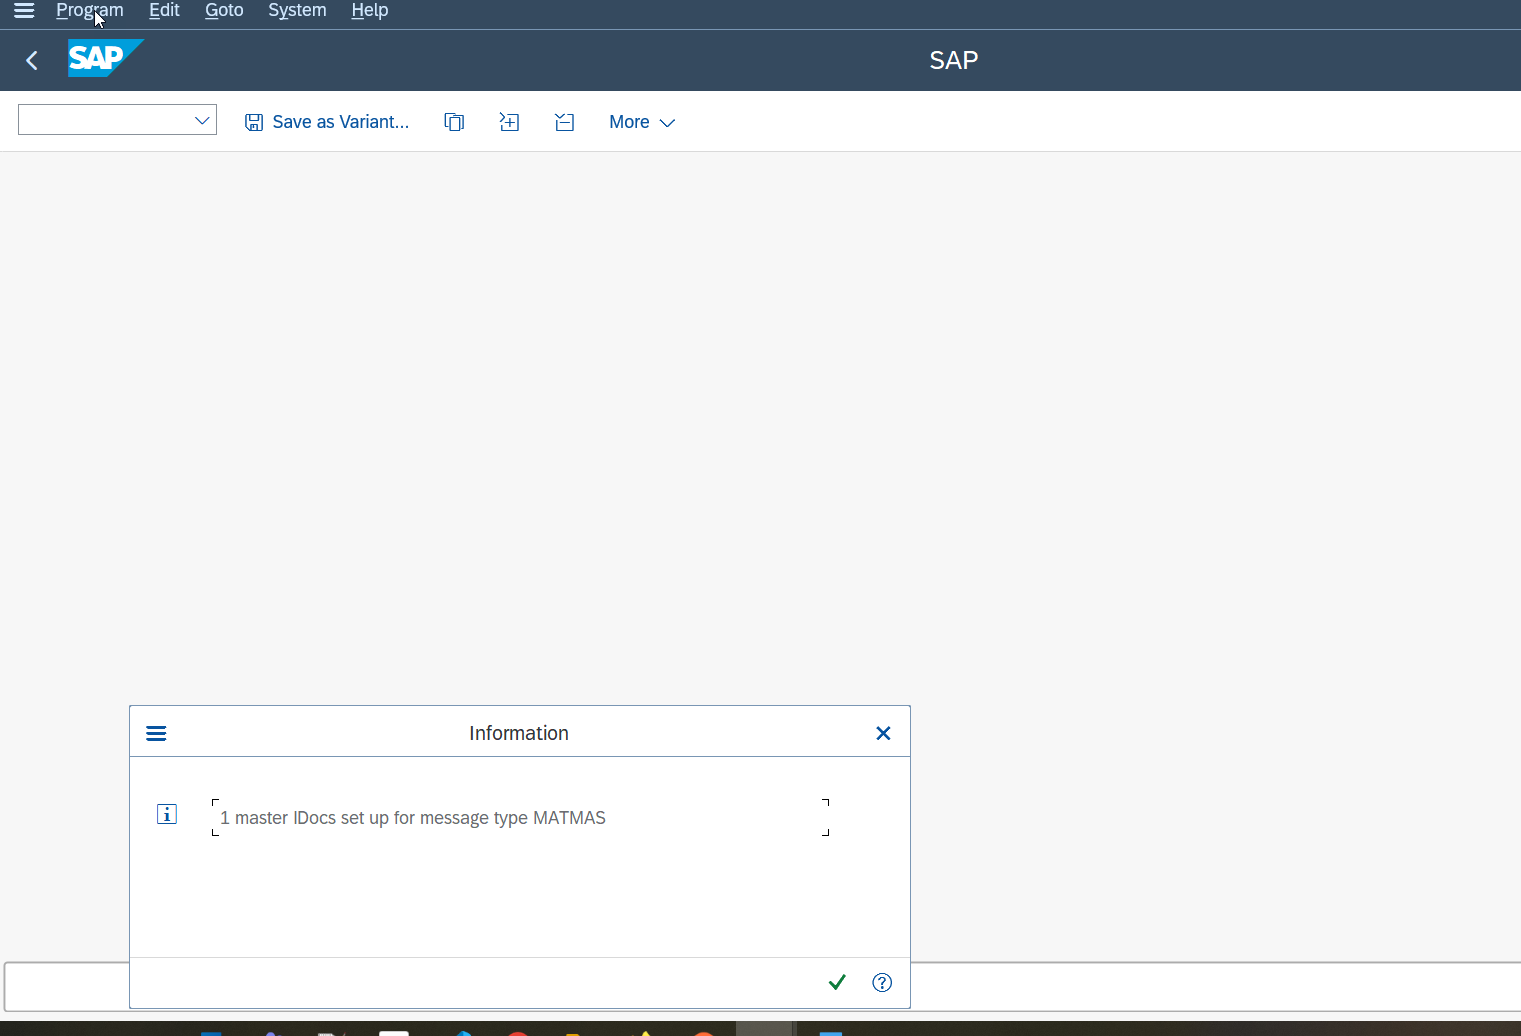 Program Edit Goto System Help
SAP SAP
Save as Variant... More
Information
1 master IDocs set up for message type MATMAS